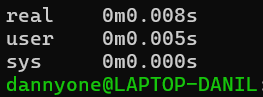 real 0m0.008s
user 0m0.005s
sys 0m0.000s
dannyone@LAPTOP-DANIL: